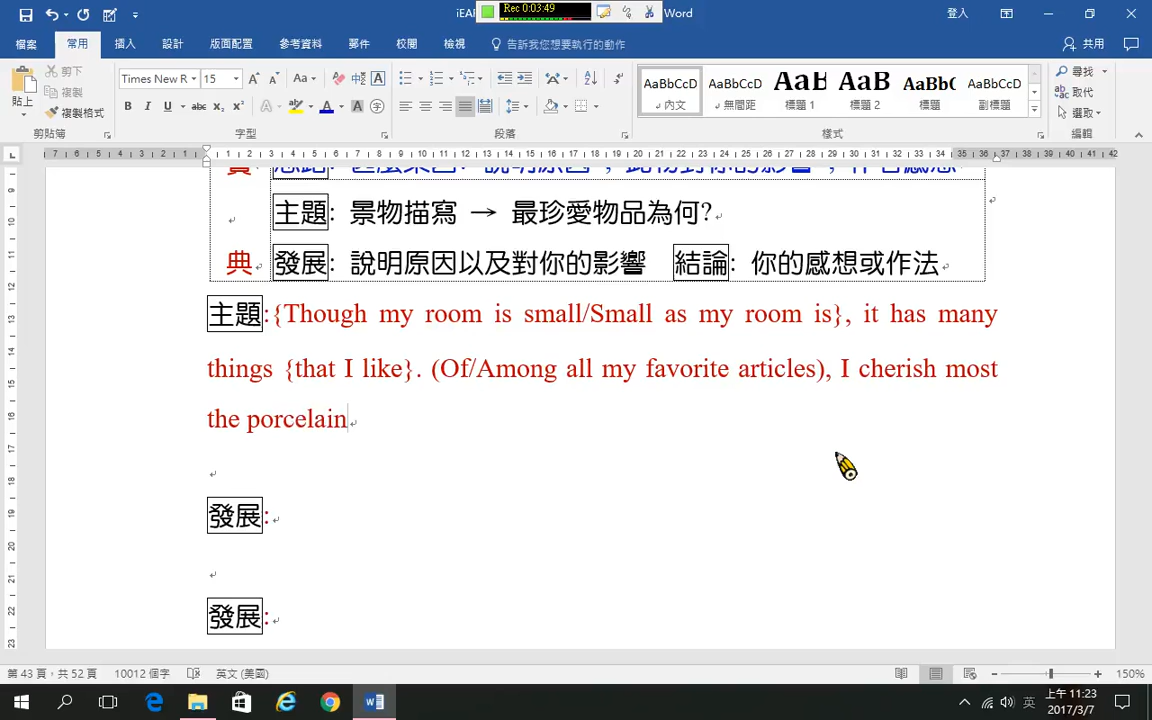 iEAR
Rec 0:03:49
Word
登入
檔案
常用
插入
設計
版面配置
參考資料
郵件
校閱
檢視
告訴我您想要執行的動作
共用
貼上
剪下
複製
複製格式
Times New R
15
AaBbCcD
內文
AaBbCcD
無間距
AaB
標題 1
AaB
標題 2
AaBbC
標題
AaBbCcD
副標題
尋找
取代
選取
剪貼簿
字型
段落
樣式
編輯
主題: 景物描寫 → 最珍愛物品為何?
典 發展: 說明原因以及對你的影響 結論: 你的感想或作法
主題:{Though my room is small/Small as my room is}, it has many
things {that I like}. (Of/Among all my favorite articles), I cherish most
the porcelain
發展:
發展:
第 43 頁，共 52 頁
10012 個字
英文 (美國)
150%
英
上午 11:23
2017/3/7